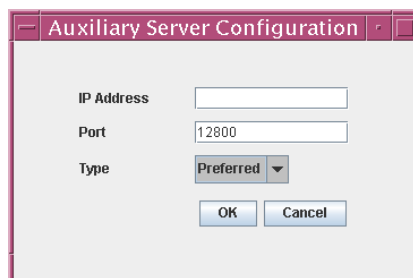 Auxiliary Server Configuration
IP Address
Port 12800
Type Preferred
OK Cancel